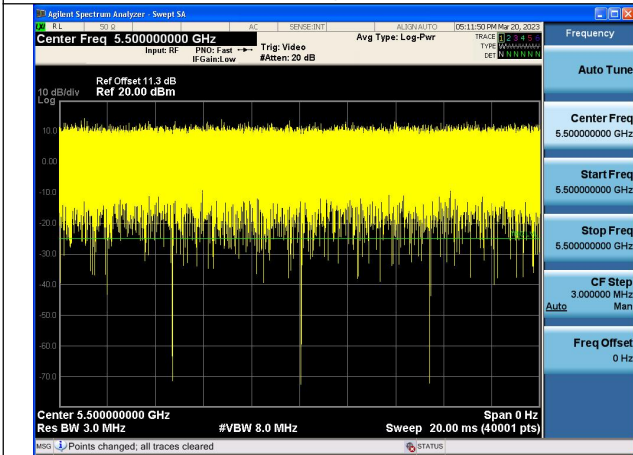 Agilent Spectrum Analyzer - Swept SA
RL 50 Ω AC SENSE:INT ALIGNAUTO 05:11:50 PM Mar 20, 2023
Center Freq 5.500000000 GHz
Input: RF PNO: Fast IFGain:Low
Trig: Video #Atten: 20 dB
Avg Type: Log-Pwr
TRACE 1 2 3 4 5 6
TYPE
DET N N N N N N
Frequency
Auto Tune
Center Freq
5.500000000 GHz
Start Freq
5.500000000 GHz
Stop Freq
5.500000000 GHz
CF Step
3.000000 MHz
Auto Man
Freq Offset
0 Hz
Ref Offset 11.3 dB
10 dB/div Ref 20.00 dBm
Log
10.0
0.00
-10.0
-20.0
-30.0
-40.0
-50.0
-60.0
-70.0
Center 5.500000000 GHz Span 0 Hz
Res BW 3.0 MHz #VBW 8.0 MHz Sweep 20.00 ms (40001 pts)
MSG Points changed; all traces cleared STATUS